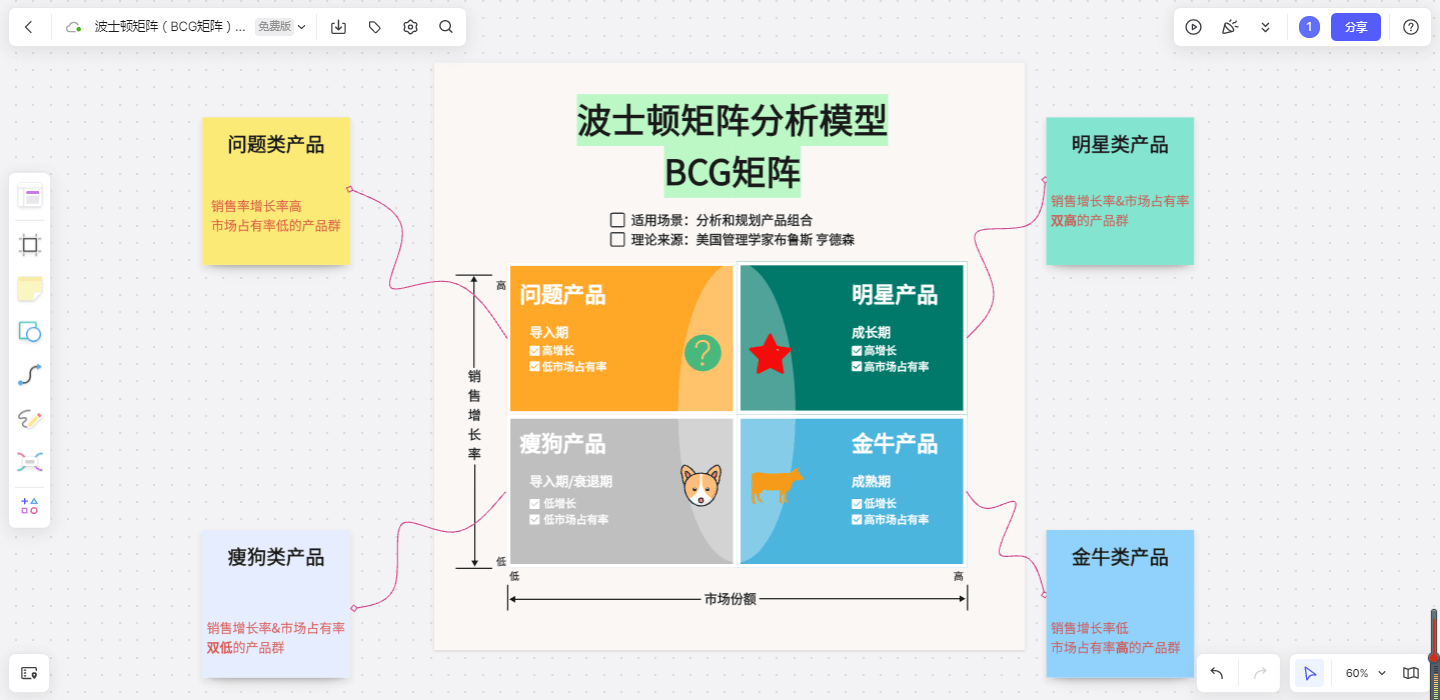 波士顿矩阵（BCG矩阵）... 免费版
1 分享
波士顿矩阵分析模型
BCG矩阵
适用场景：分析和规划产品组合
理论来源：美国管理学家布鲁斯 亨德森
问题类产品
销售率增长率高
市场占有率低的产品群
明星类产品
销售增长率&市场占有率
双高的产品群
高
销售增长率
低
问题产品
导入期
高增长
低市场占有率
?
明星产品
成长期
高增长
高市场占有率
瘦狗产品
导入期/衰退期
低增长
低市场占有率
金牛产品
成熟期
低增长
高市场占有率
低
高
市场份额
瘦狗类产品
销售增长率&市场占有率
双低的产品群
金牛类产品
销售增长率低
市场占有率高的产品群
60%